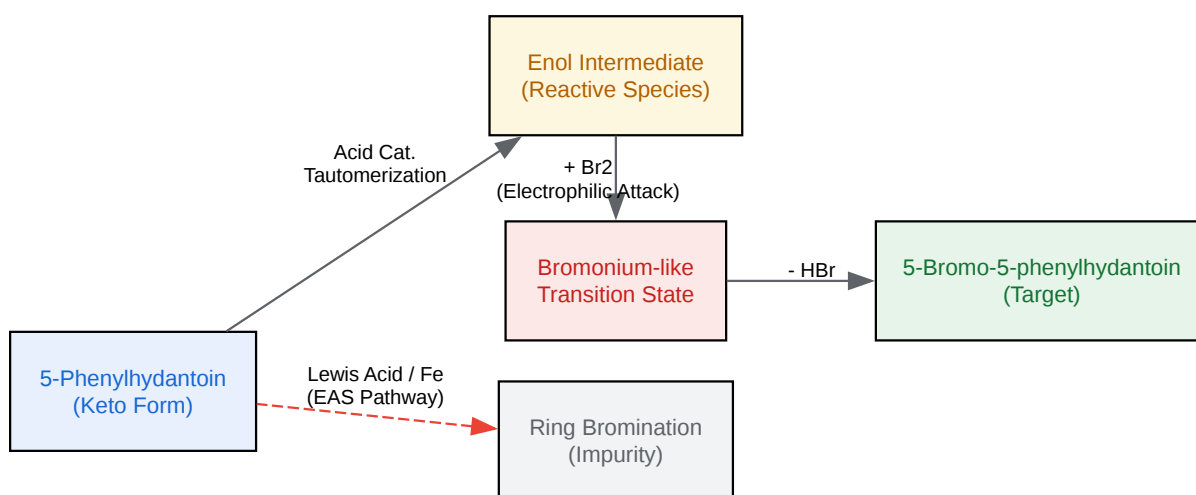 Enol Intermediate
(Reactive Species)
Acid Cat.
Tautomerization
+ Br2
(Electrophilic Attack)
Bromonium-like
Transition State
- HBr
5-Bromo-5-phenylhydantoin
(Target)
5-Phenylhydantoin
(Keto Form)
Lewis Acid / Fe
(EAS Pathway)
Ring Bromination
(Impurity)